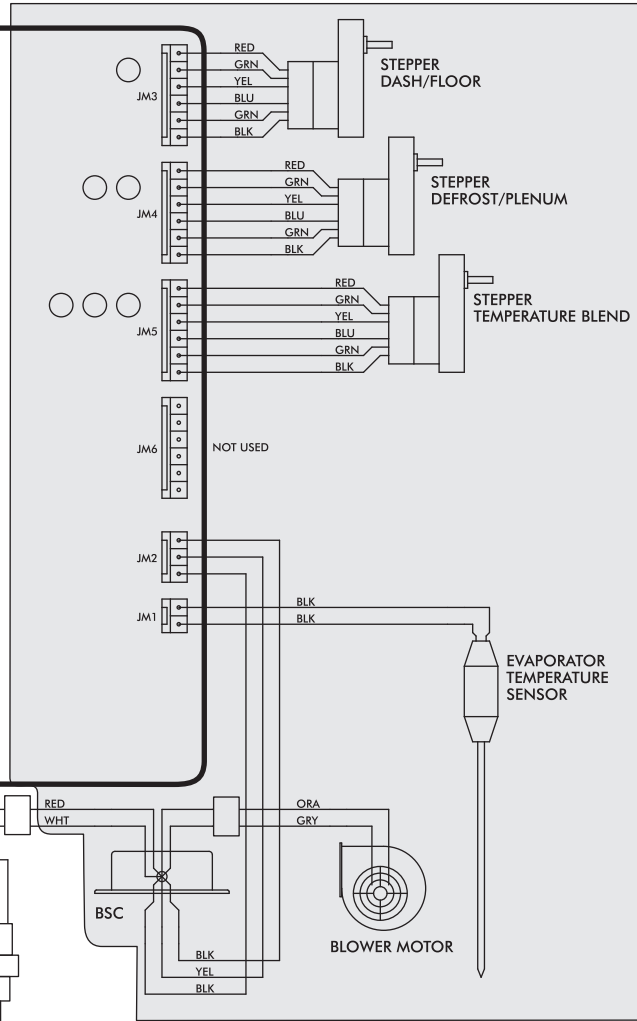 RED
GRN
YEL
BLU
GRN
BLK
JM3
STEPPER
DASH/FLOOR
RED
GRN
YEL
BLU
GRN
BLK
JM4
STEPPER
DEFROST/PLENUM
RED
GRN
YEL
BLU
GRN
BLK
JM5
STEPPER
TEMPERATURE BLEND
JM6
NOT USED
JM2
JM1
BLK
BLK
EVAPORATOR
TEMPERATURE
SENSOR
RED
WHT
ORA
GRY
BSC
BLOWER MOTOR
BLK
YEL
BLK